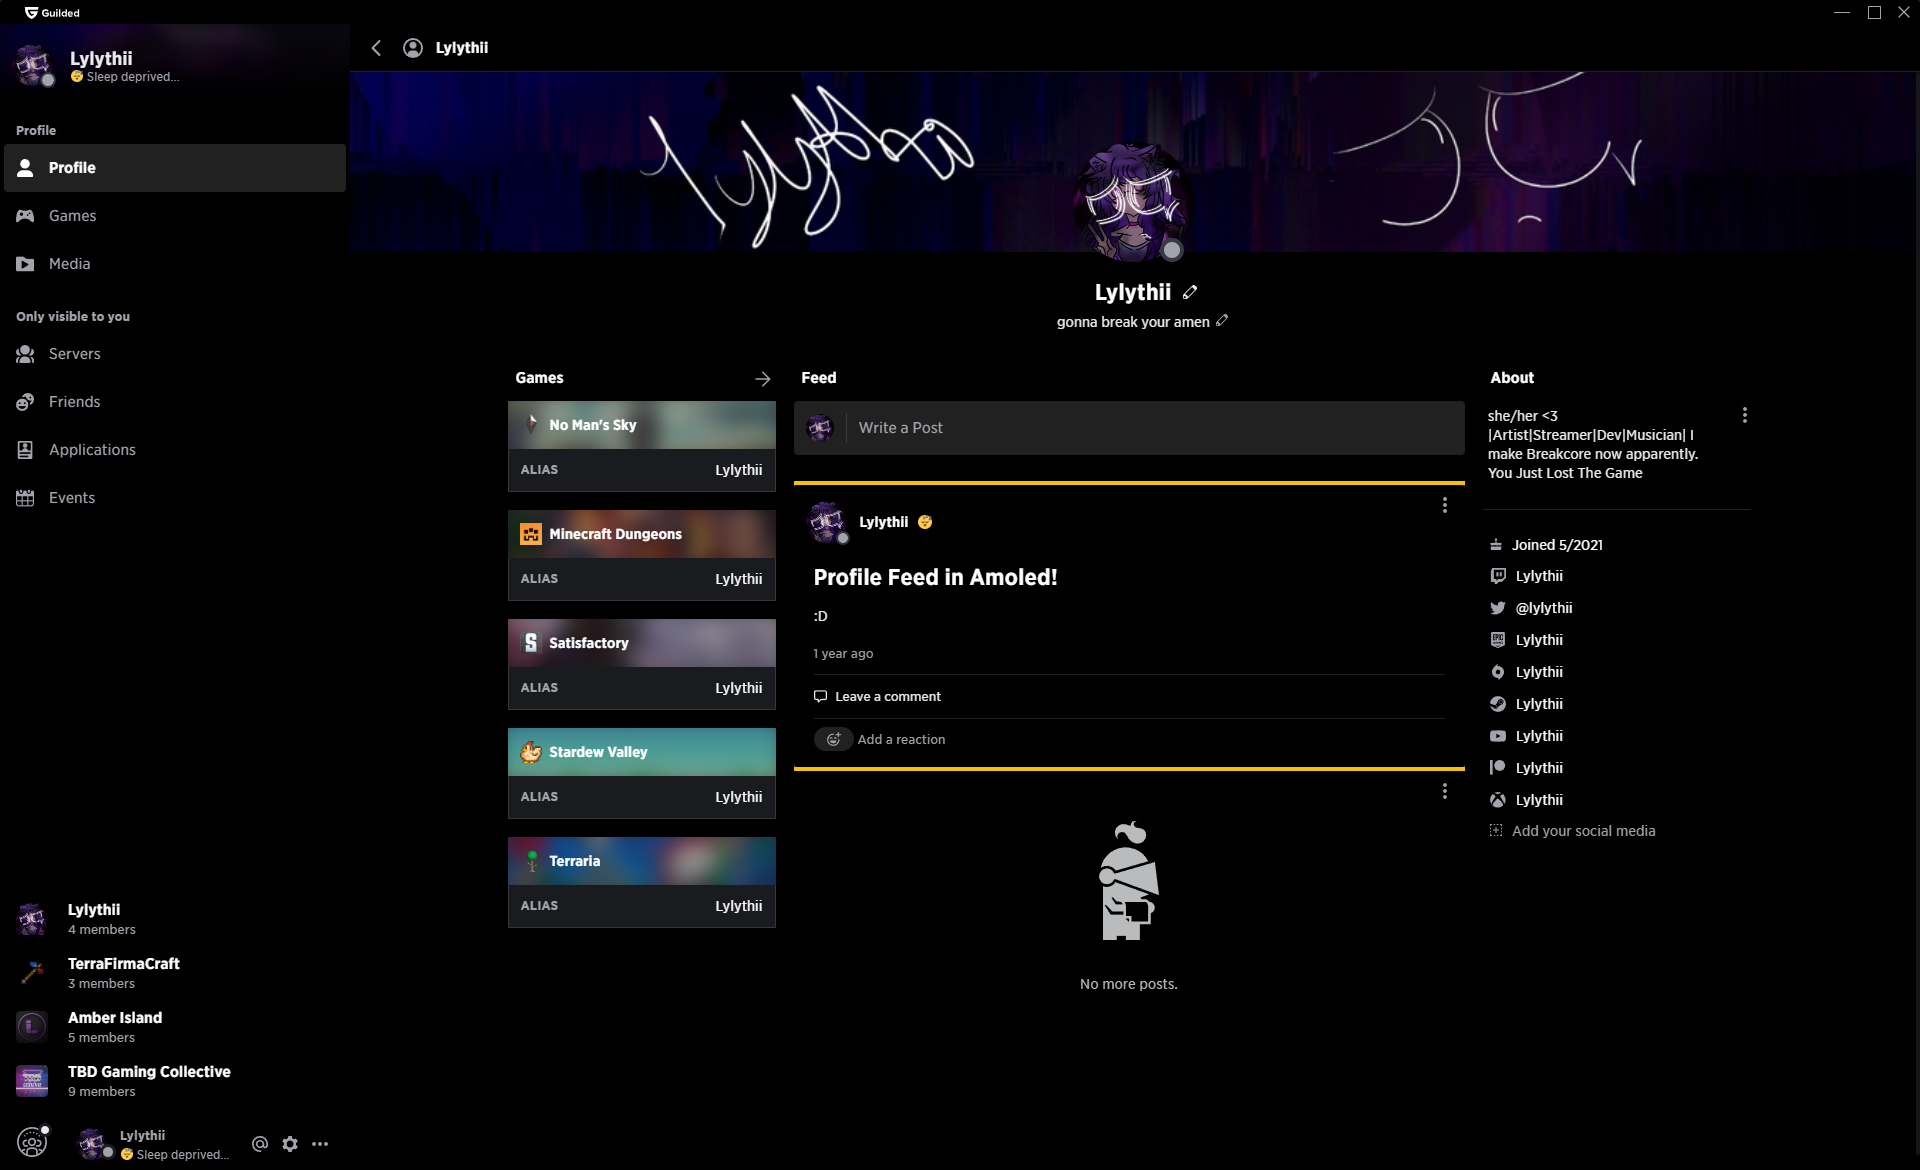 Guilded
Lylythii
Sleep deprived...
Profile
Profile
Games
Media
Only visible to you
Servers
Friends
Applications
Events
Lylythii
4 members
TerraFirmaCraft
3 members
Amber Island
5 members
TBD Gaming Collective
9 members
Lylythii
Sleep deprived...
Lylythii
Lylythii
Lylythii
gonna break your amen
Games
No Man's Sky
ALIAS Lylythii
Minecraft Dungeons
ALIAS Lylythii
Satisfactory
ALIAS Lylythii
Stardew Valley
ALIAS Lylythii
Terraria
ALIAS Lylythii
Feed
Write a Post
Lylythii
Profile Feed in Amoled!
:D
1 year ago
Leave a comment
Add a reaction
No more posts.
About
she/her <3
|Artist|Streamer|Dev|Musician| I
make Breakcore now apparently.
You Just Lost The Game
Joined 5/2021
Lylythii
@lylythii
Lylythii
Lylythii
Lylythii
Lylythii
Lylythii
Lylythii
Add your social media